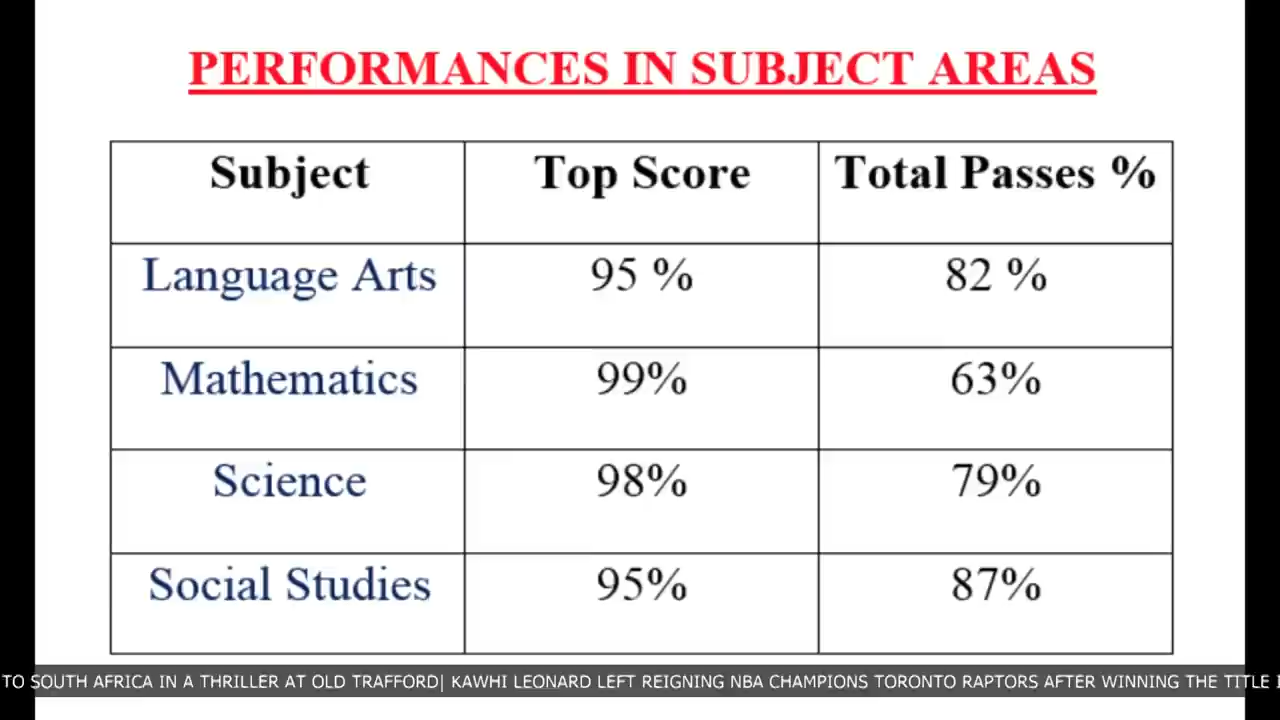 PERFORMANCES IN SUBJECT AREAS
Subject Top Score Total Passes %
Language Arts 95 % 82 %
Mathematics 99% 63%
Science 98% 79%
Social Studies 95% 87%
TO SOUTH AFRICA IN A THRILLER AT OLD TRAFFORD| KAWHI LEONARD LEFT REIGNING NBA CHAMPIONS TORONTO RAPTORS AFTER WINNING THE TITLE